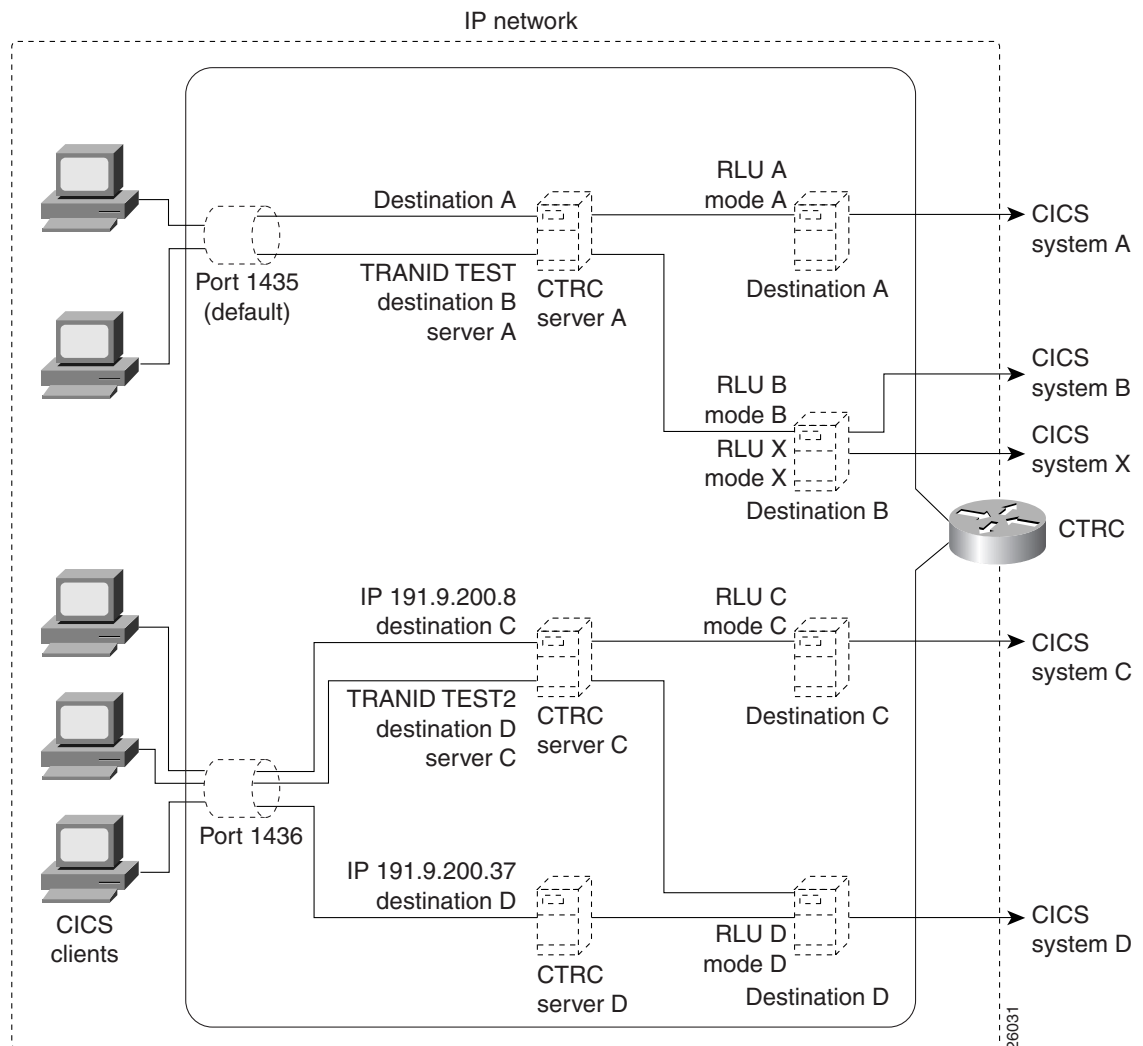 IP network
Destination A
RLU A
mode A
CICS
system A
Port 1435
(default)
TRANID TEST
destination B
server A
CTRC
server A
Destination A
RLU B
mode B
RLU X
mode X
Destination B
CICS
system B
CICS
system X
CTRC
IP 191.9.200.8
destination C
RLU C
mode C
CICS
system C
TRANID TEST2
destination D
server C
CTRC
server C
Destination C
Port 1436
IP 191.9.200.37
destination D
RLU D
mode D
CICS
system D
CICS
clients
CTRC
server D
Destination D
26031